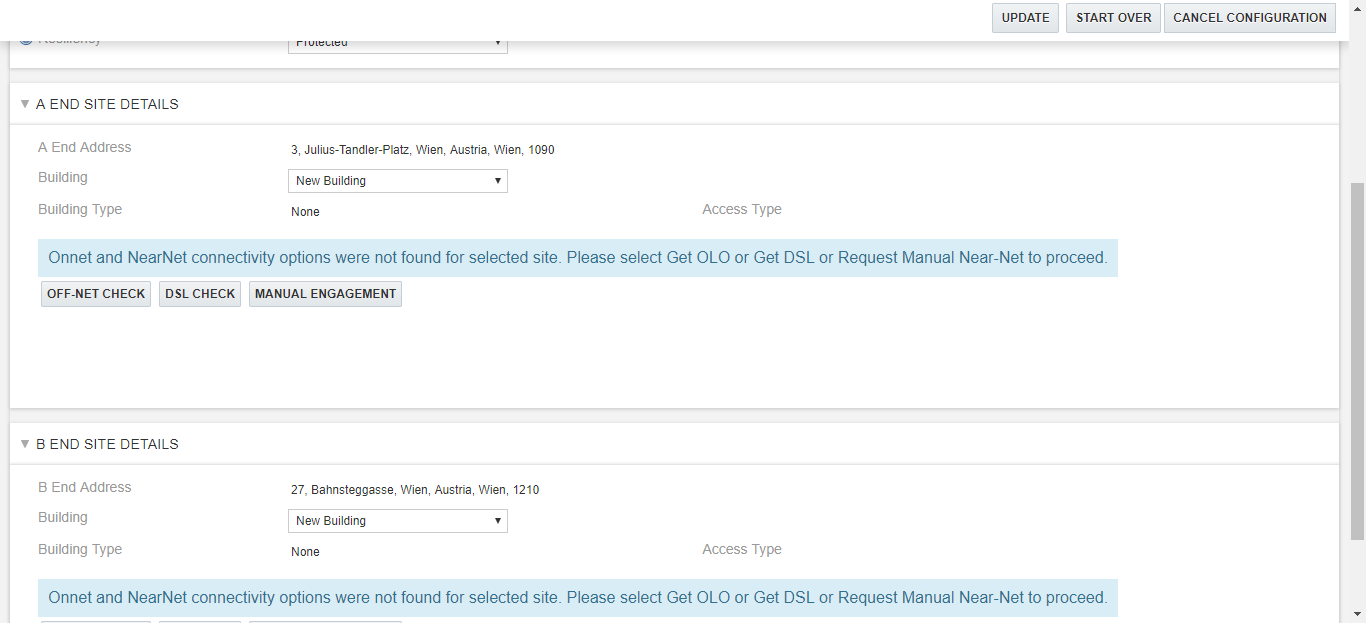 UPDATE START OVER CANCEL CONFIGURATION
Resiliency Protected
A END SITE DETAILS
A End Address 3, Julius-Tandler-Platz, Wien, Austria, Wien, 1090
Building New Building
Building Type None Access Type
Onnet and NearNet connectivity options were not found for selected site. Please select Get OLO or Get DSL or Request Manual Near-Net to proceed.
OFF-NET CHECK DSL CHECK MANUAL ENGAGEMENT
B END SITE DETAILS
B End Address 27, Bahnsteggasse, Wien, Austria, Wien, 1210
Building New Building
Building Type None Access Type
Onnet and NearNet connectivity options were not found for selected site. Please select Get OLO or Get DSL or Request Manual Near-Net to proceed.